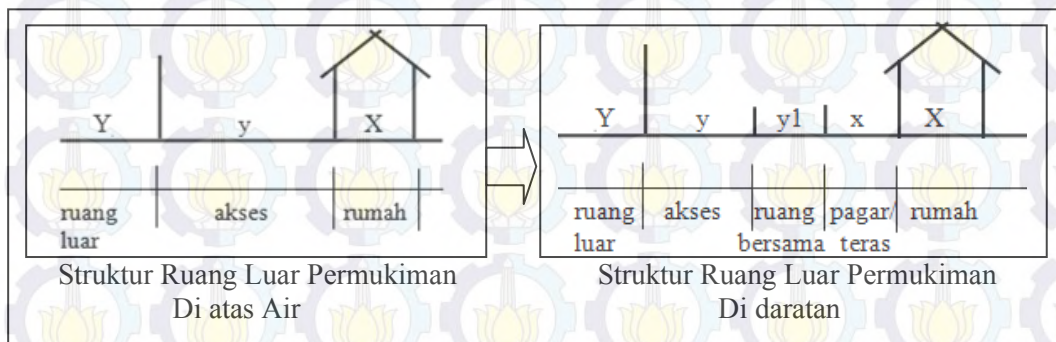 Y y X
ruang akses rumah
luar
Struktur Ruang Luar Permukiman
Di atas Air
Y y y1 x X
ruang akses ruang pagar/ rumah
luar bersama teras
Struktur Ruang Luar Permukiman
Di daratan